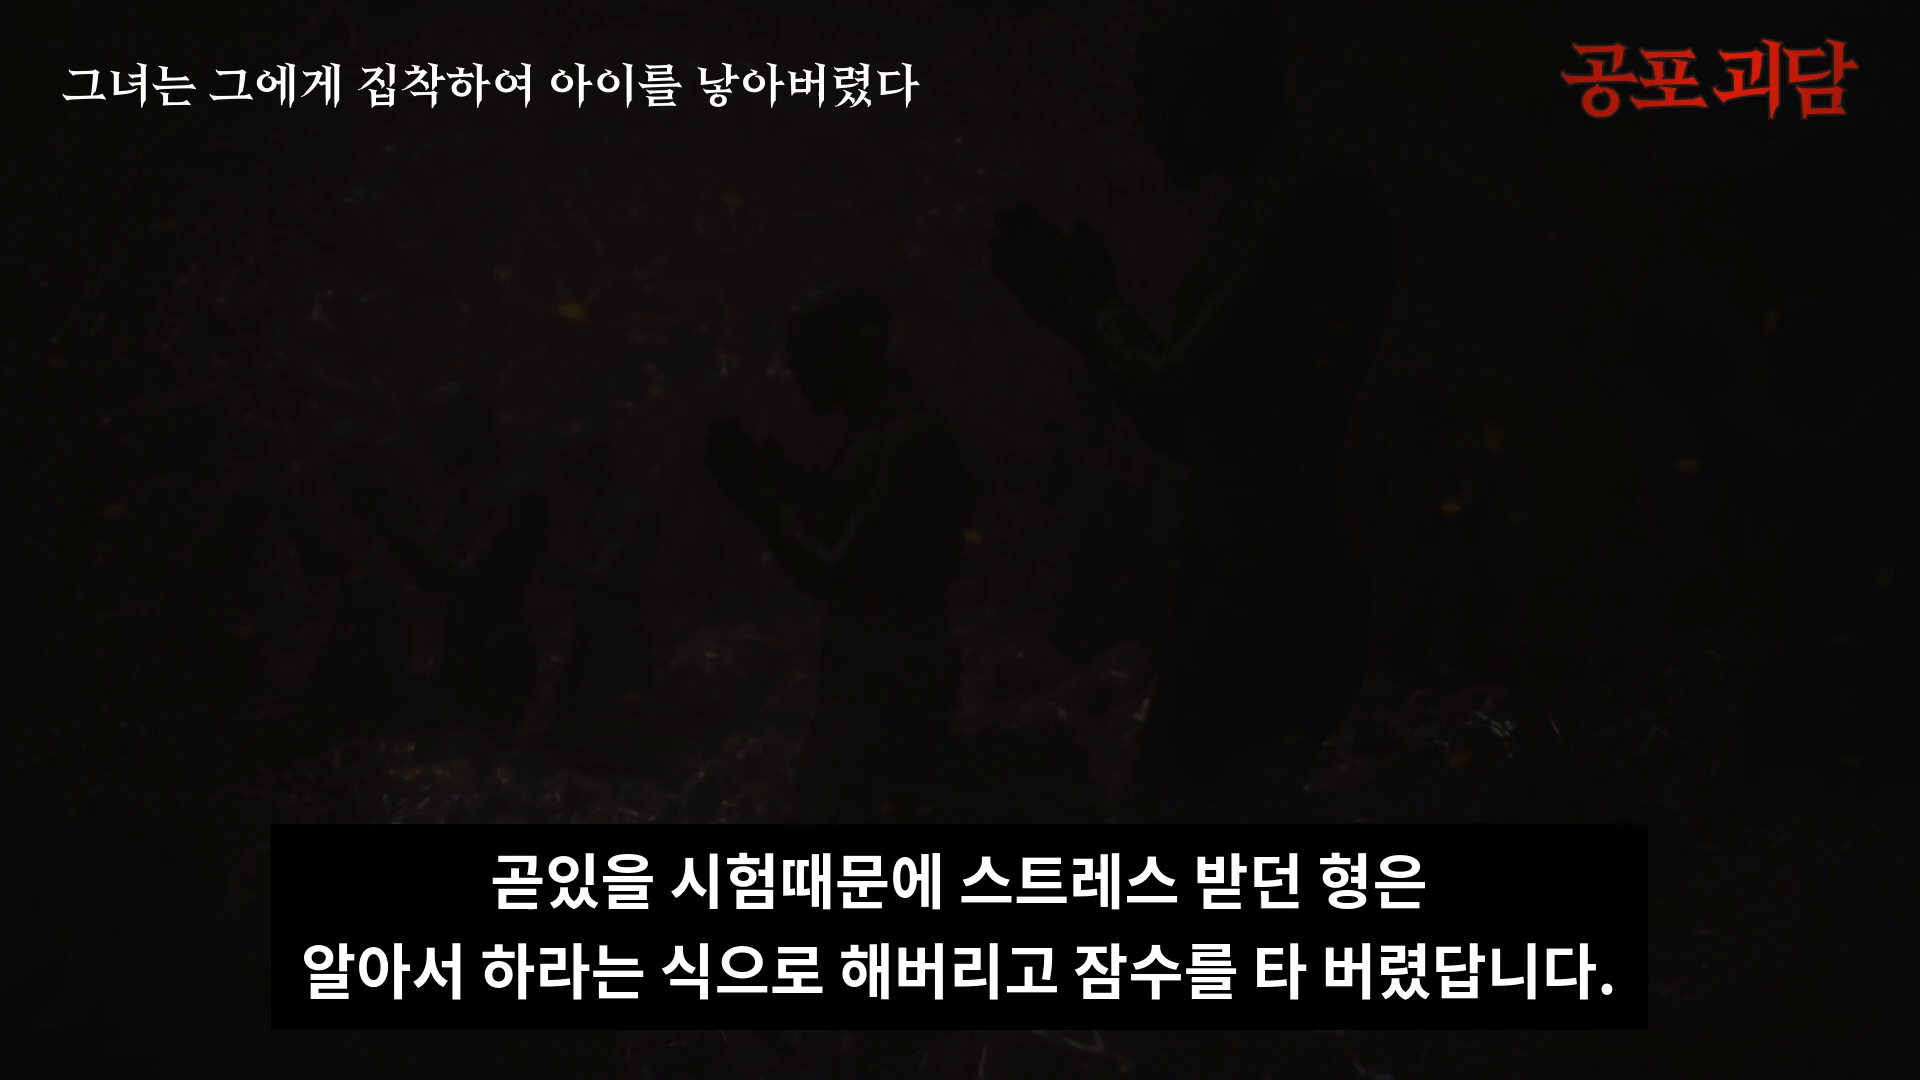 그녀는 그에게 집착하여 아이를 낳아버렸다
공포 괴담
곧있을 시험때문에 스트레스 받던 형은
알아서 하라는 식으로 해버리고 잠수를 타 버렸답니다.